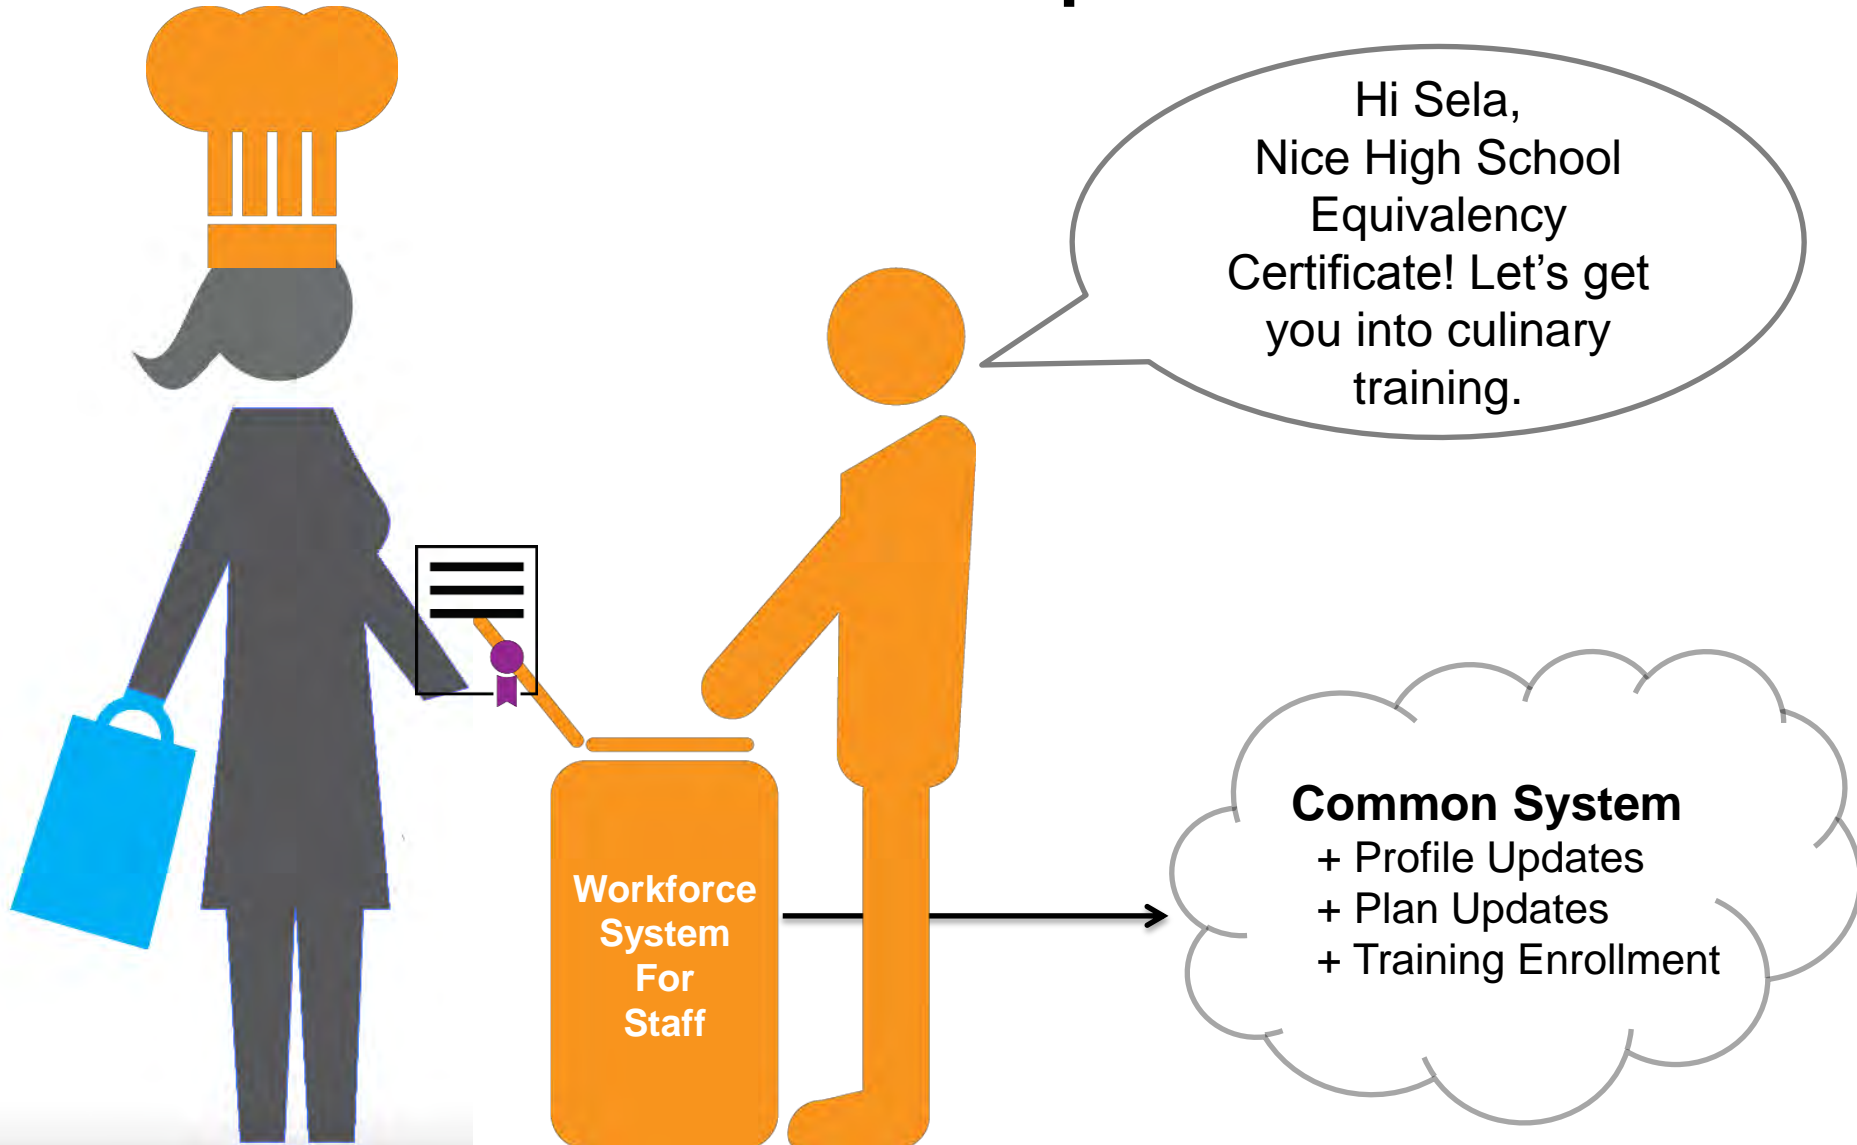 Hi Sela,
Nice High School
Equivalency
Certificate! Let’s get
you into culinary
training.
Workforce
System
For
Staff
Common System
+ Profile Updates
+ Plan Updates
+ Training Enrollment